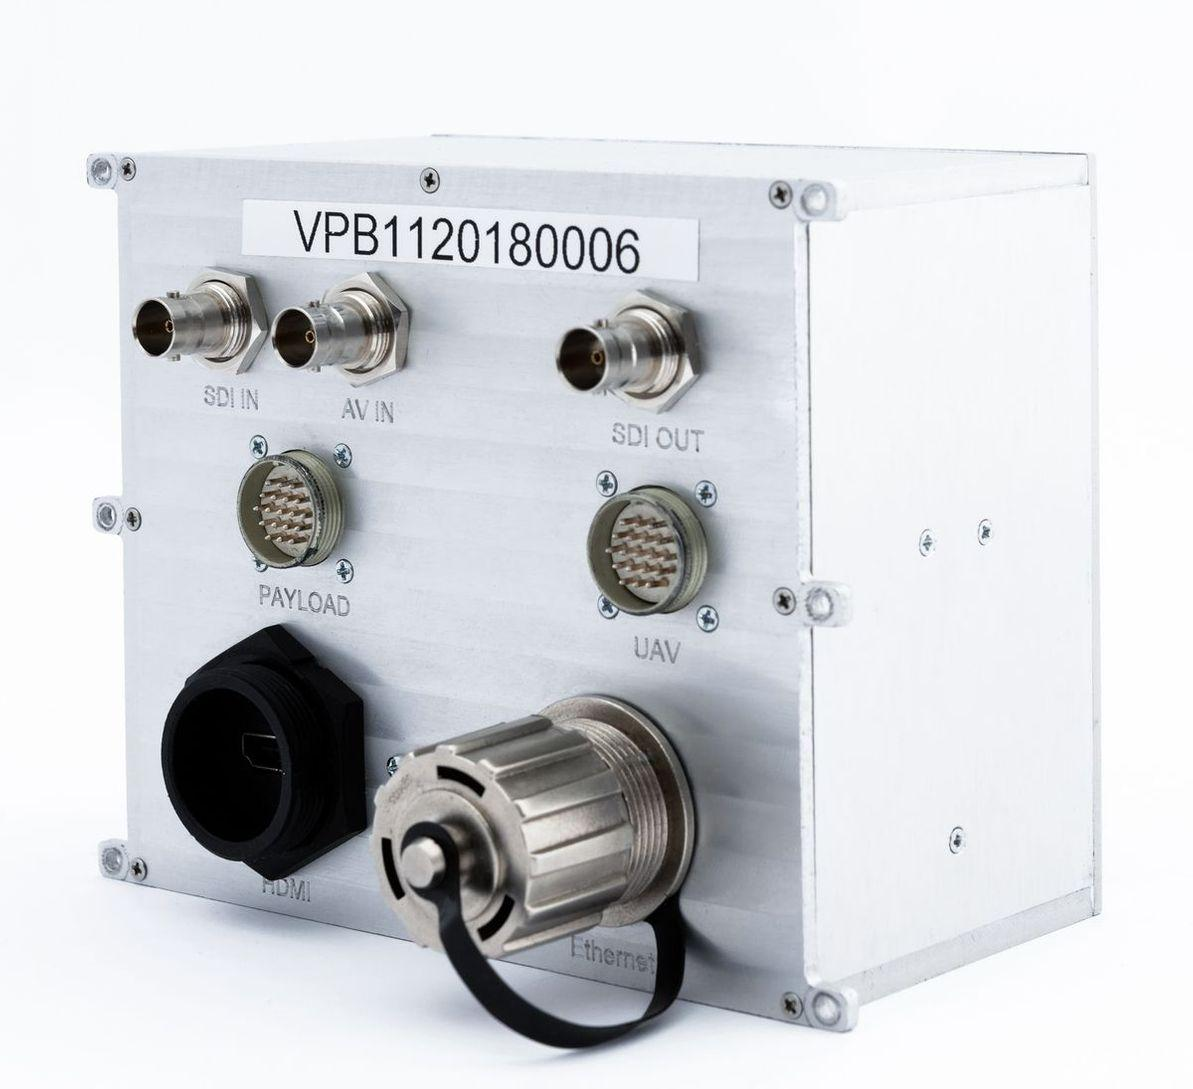 VPB1120180006
SDI IN
AV IN
SDI OUT
PAYLOAD
UAV
HDMI
Ethernet